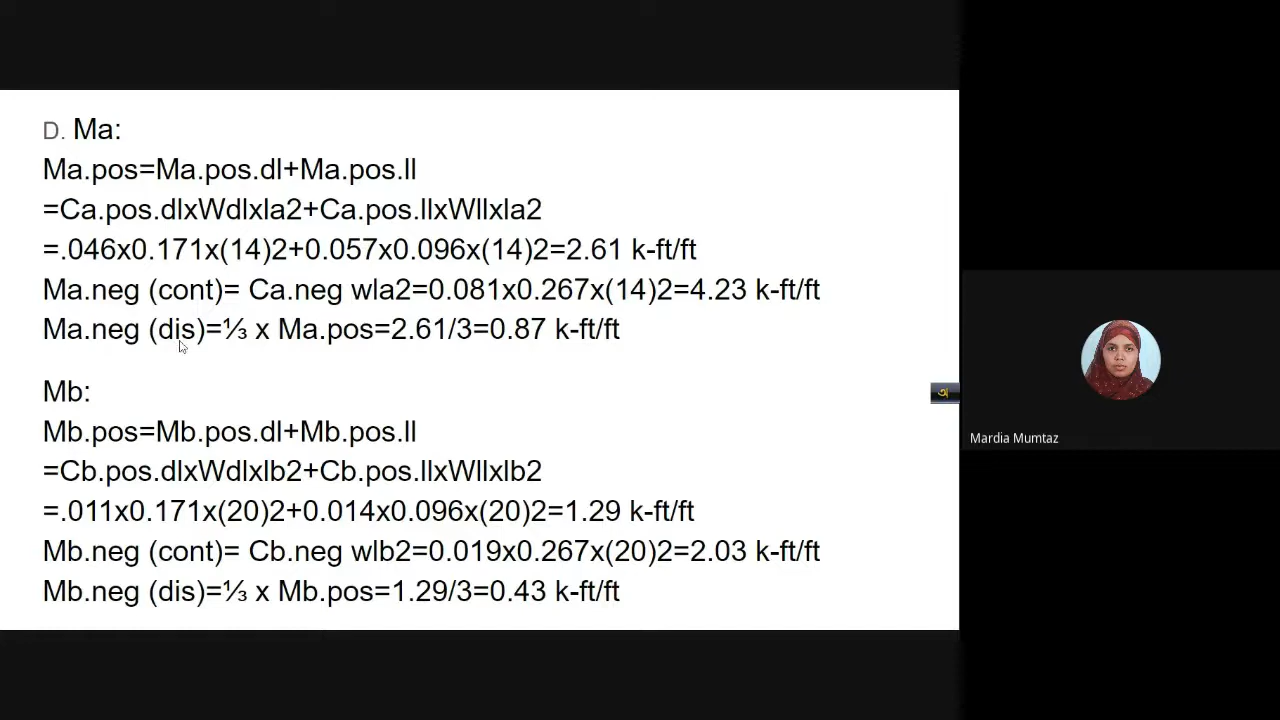 D. Ma:
Ma.pos=Ma.pos.dl+Ma.pos.ll
=Ca.pos.dlxWdlxla2+Ca.pos.llxWllxla2
=.046x0.171x(14)2+0.057x0.096x(14)2=2.61 k-ft/ft
Ma.neg (cont)= Ca.neg wla2=0.081x0.267x(14)2=4.23 k-ft/ft
Ma.neg (dis)=⅓ x Ma.pos=2.61/3=0.87 k-ft/ft
Mb:
Mb.pos=Mb.pos.dl+Mb.pos.ll
=Cb.pos.dlxWdlxlb2+Cb.pos.llxWllxlb2
=.011x0.171x(20)2+0.014x0.096x(20)2=1.29 k-ft/ft
Mb.neg (cont)= Cb.neg wlb2=0.019x0.267x(20)2=2.03 k-ft/ft
Mb.neg (dis)=⅓ x Mb.pos=1.29/3=0.43 k-ft/ft
অ
Mardia Mumtaz